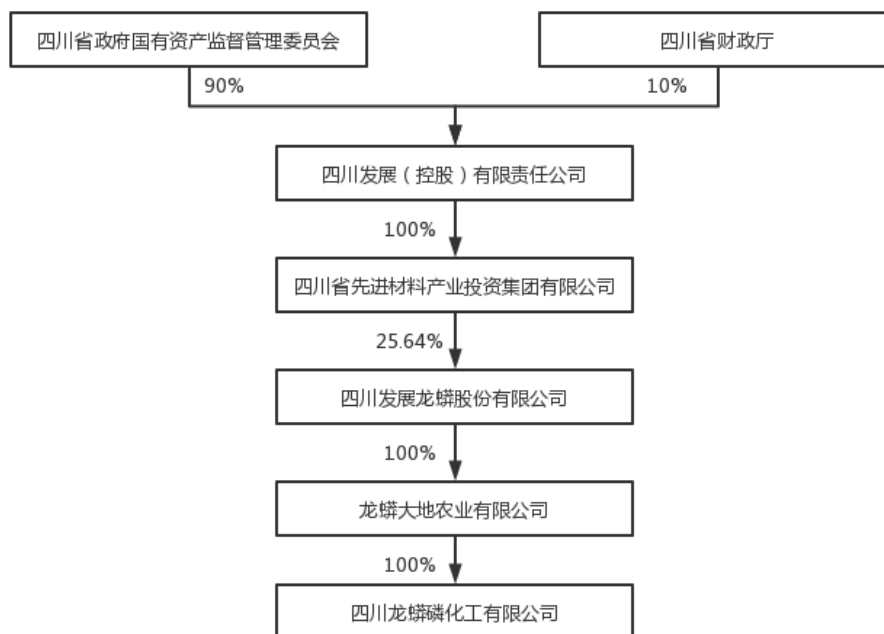 四川省政府国有资产监督管理委员会
四川省财政厅
90%
10%
四川发展（控股）有限责任公司
100%
四川省先进材料产业投资集团有限公司
25.64%
四川发展龙蟒股份有限公司
100%
龙蟒大地农业有限公司
100%
四川龙蟒磷化工有限公司